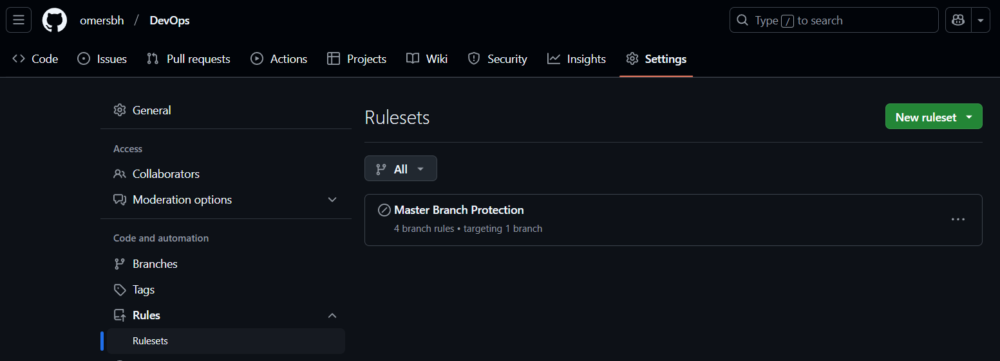 omersbh / DevOps
Type / to search
Code Issues Pull requests Actions Projects Wiki Security Insights Settings
General
Access
Collaborators
Moderation options
Code and automation
Branches
Tags
Rules
Rulesets
Rulesets
New ruleset
All
Master Branch Protection
4 branch rules • targeting 1 branch